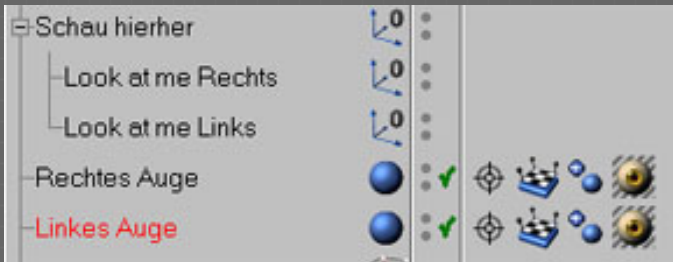 Schau hierher
Look at me Rechts
Look at me Links
Rechtes Auge
Linkes Auge